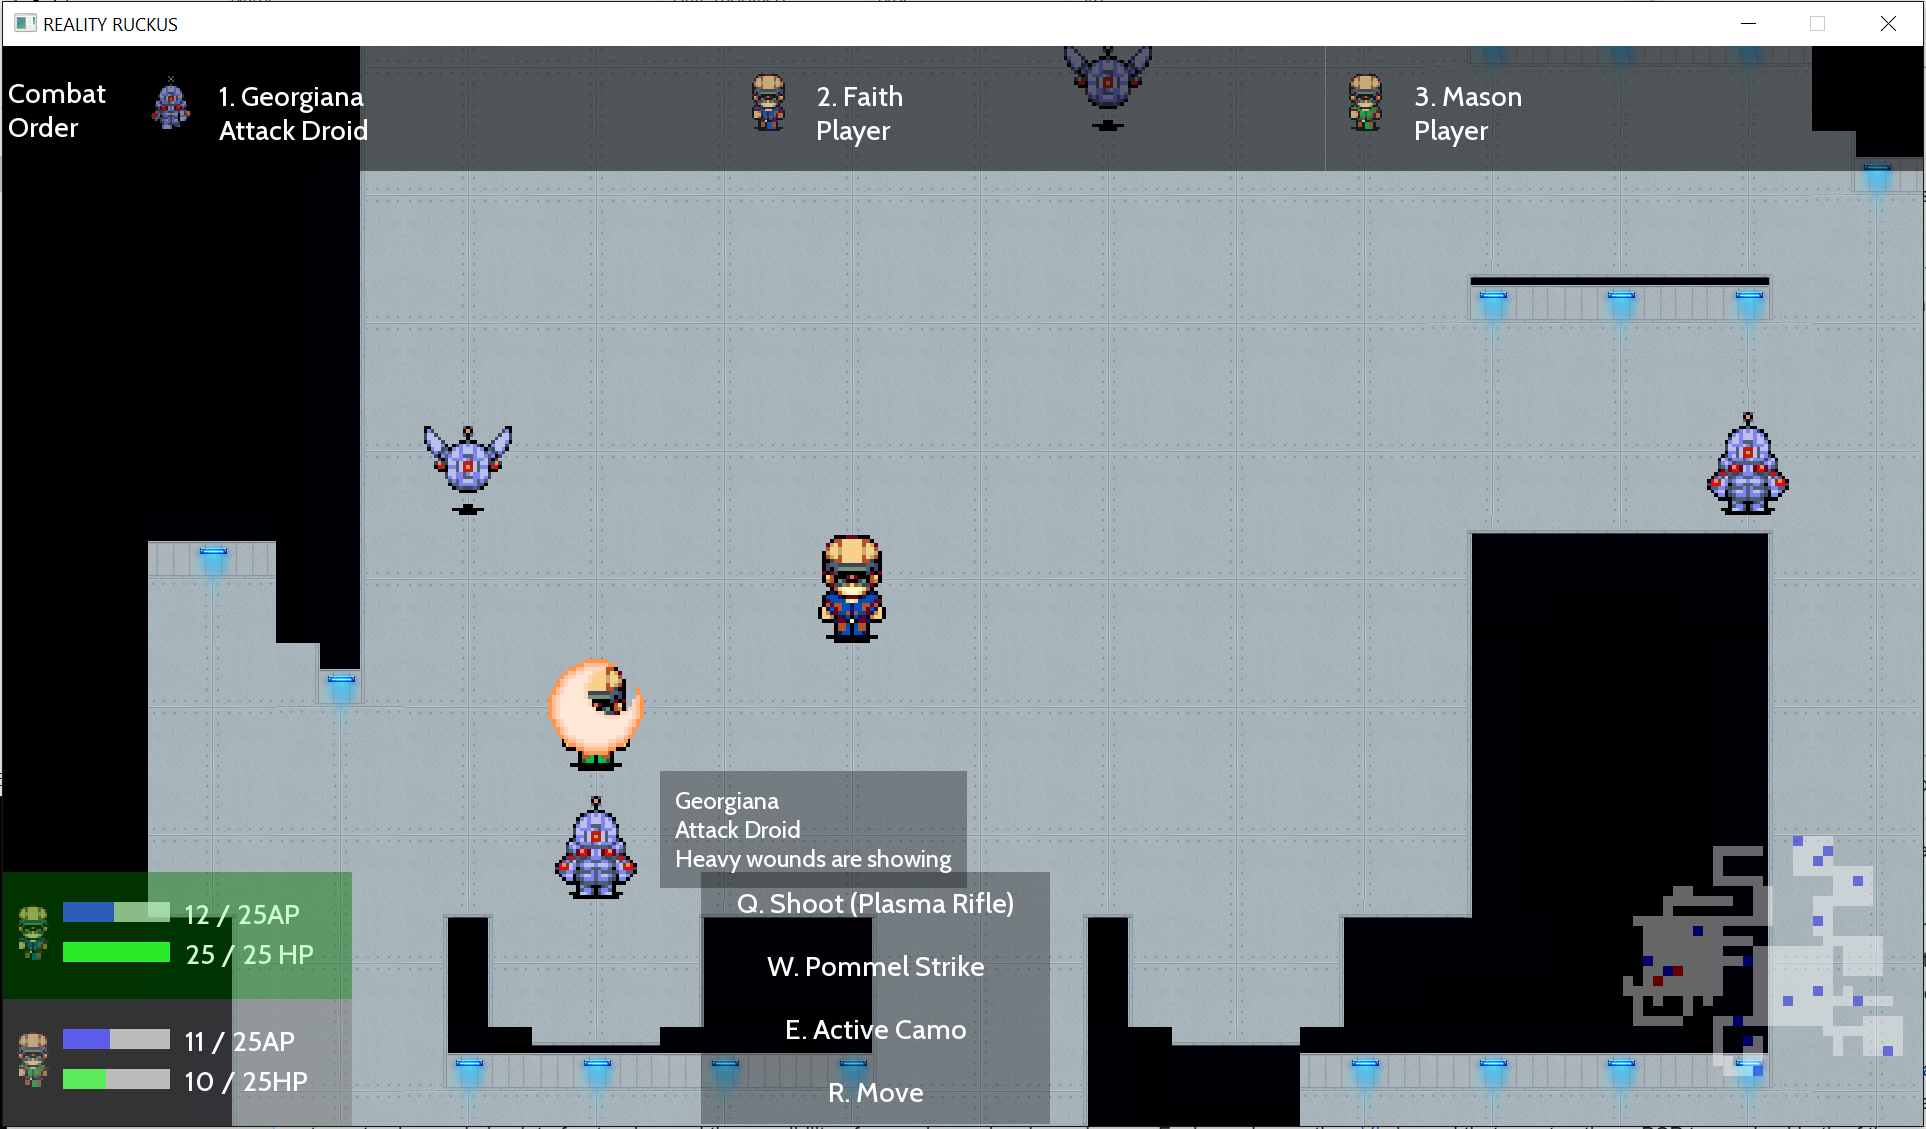 REALITY RUCKUS
Combat
Order
1. Georgiana
Attack Droid
2. Faith
Player
3. Mason
Player
Georgiana
Attack Droid
Heavy wounds are showing
Q. Shoot (Plasma Rifle)
W. Pommel Strike
E. Active Camo
R. Move
12 / 25AP
25 / 25 HP
11 / 25AP
10 / 25HP